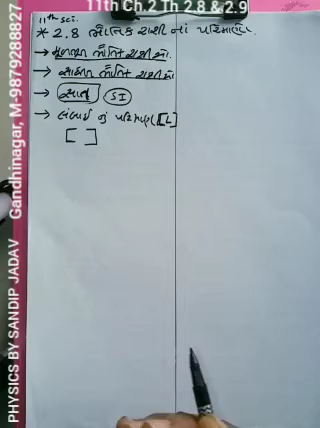 11th Ch.2 Th 2.8 & 2.9
11th sci.
* 2.8 ભૌતિક રાશીનાં પરિમાણો.
→ મૂળભૂત ભૌતિક રાશીઓ.
→ સાધિત ભૌતિક રાશીઓ
→ સાત SI
→ લંબાઈ નું પરિમાણ [L]
[ ]
PHYSICS BY SANDIP JADAV Gandhinagar, M-9879288827